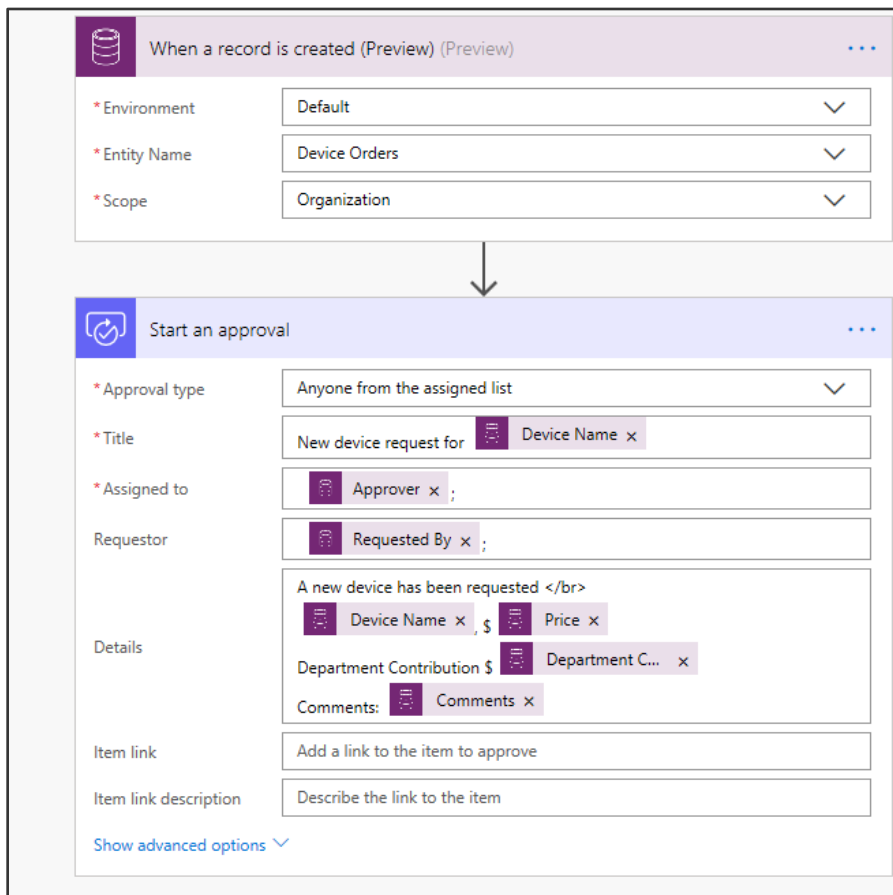 When a record is created (Preview) (Preview)
* Environment Default
* Entity Name Device Orders
* Scope Organization
Start an approval
* Approval type Anyone from the assigned list
* Title New device request for Device Name ×
* Assigned to Approver × ;
Requestor Requested By × ;
Details
A new device has been requested </br>
Device Name × , $ Price ×
Department Contribution $ Department C... ×
Comments: Comments ×
Item link Add a link to the item to approve
Item link description Describe the link to the item
Show advanced options